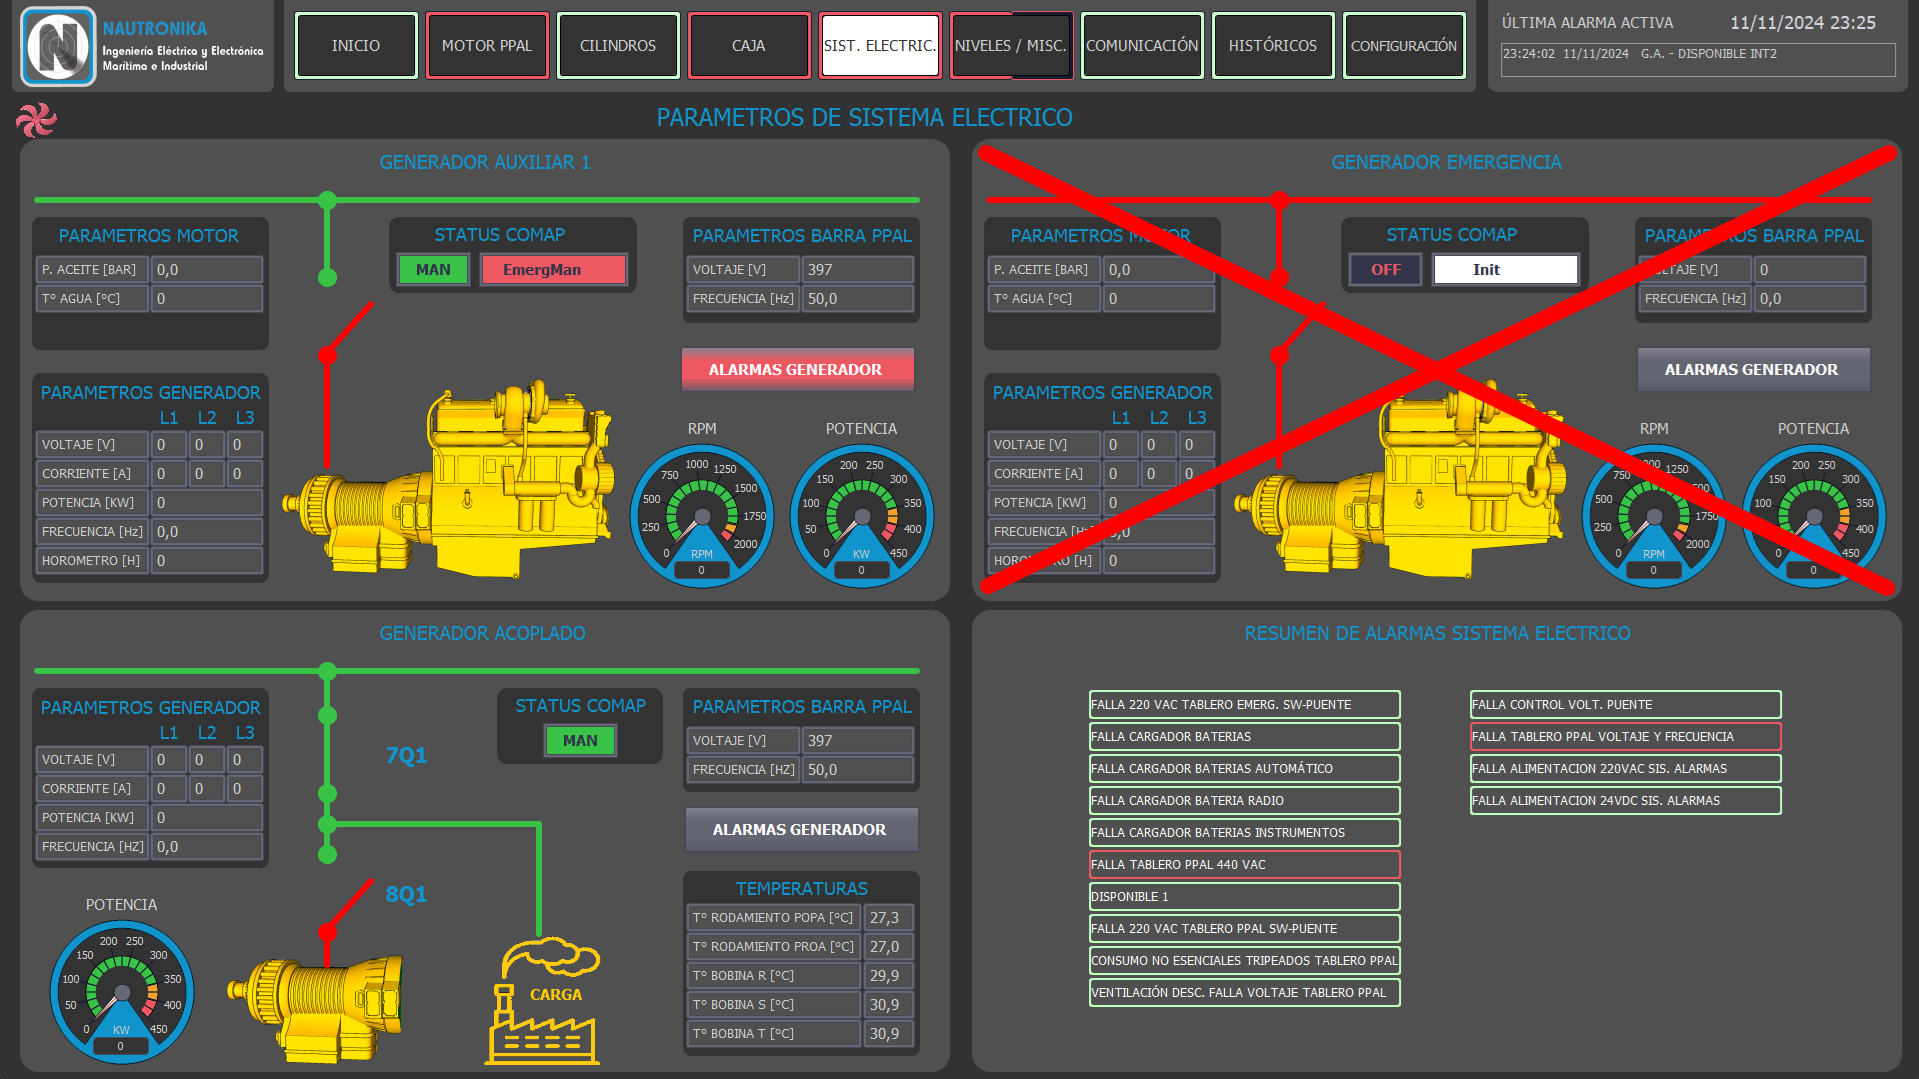 NAUTRONIKA
Ingeniería Eléctrica y Electrónica
Marítima e Industrial
INICIO
MOTOR PPAL
CILINDROS
CAJA
SIST. ELECTRIC.
NIVELES / MISC.
COMUNICACIÓN
HISTÓRICOS
CONFIGURACIÓN
ÚLTIMA ALARMA ACTIVA 11/11/2024 23:25
23:24:02 11/11/2024 G.A. - DISPONIBLE INT2
PARAMETROS DE SISTEMA ELECTRICO
GENERADOR AUXILIAR 1
PARAMETROS MOTOR
P. ACEITE [BAR] 0,0
Tº AGUA [ºC] 0
STATUS COMAP
MAN EmergMan
PARAMETROS BARRA PPAL
VOLTAJE [V] 397
FRECUENCIA [Hz] 50,0
ALARMAS GENERADOR
PARAMETROS GENERADOR
L1 L2 L3
VOLTAJE [V] 0 0 0
CORRIENTE [A] 0 0 0
POTENCIA [KW] 0
FRECUENCIA [Hz] 0,0
HOROMETRO [H] 0
RPM
0 250 500 750 1000 1250 1500 1750 2000
RPM
0
POTENCIA
0 50 100 150 200 250 300 350 400 450
KW
0
GENERADOR EMERGENCIA
PARAMETROS MOTOR
P. ACEITE [BAR] 0,0
Tº AGUA [ºC] 0
STATUS COMAP
OFF Init
PARAMETROS BARRA PPAL
VOLTAJE [V] 0
FRECUENCIA [Hz] 0,0
ALARMAS GENERADOR
PARAMETROS GENERADOR
L1 L2 L3
VOLTAJE [V] 0 0 0
CORRIENTE [A] 0 0 0
POTENCIA [KW] 0
FRECUENCIA [Hz] 0,0
HOROMETRO [H] 0
RPM
0 250 500 750 1000 1250 1500 1750 2000
RPM
0
POTENCIA
0 50 100 150 200 250 300 350 400 450
0
GENERADOR ACOPLADO
PARAMETROS GENERADOR
L1 L2 L3
VOLTAJE [V] 0 0 0
CORRIENTE [A] 0 0 0
POTENCIA [KW] 0
FRECUENCIA [HZ] 0,0
7Q1
8Q1
STATUS COMAP
MAN
PARAMETROS BARRA PPAL
VOLTAJE [V] 397
FRECUENCIA [HZ] 50,0
ALARMAS GENERADOR
TEMPERATURAS
Tº RODAMIENTO POPA [ºC] 27,3
Tº RODAMIENTO PROA [ºC] 27,0
Tº BOBINA R [ºC] 29,9
Tº BOBINA S [ºC] 30,9
Tº BOBINA T [ºC] 30,9
POTENCIA
0 50 100 150 200 250 300 350 400 450
KW
0
CARGA
RESUMEN DE ALARMAS SISTEMA ELECTRICO
FALLA 220 VAC TABLERO EMERG. SW-PUENTE
FALLA CARGADOR BATERIAS
FALLA CARGADOR BATERIAS AUTOMÁTICO
FALLA CARGADOR BATERIA RADIO
FALLA CARGADOR BATERIAS INSTRUMENTOS
FALLA TABLERO PPAL 440 VAC
DISPONIBLE 1
FALLA 220 VAC TABLERO PPAL SW-PUENTE
CONSUMO NO ESENCIALES TRIPEADOS TABLERO PPAL
VENTILACIÓN DESC. FALLA VOLTAJE TABLERO PPAL
FALLA CONTROL VOLT. PUENTE
FALLA TABLERO PPAL VOLTAJE Y FRECUENCIA
FALLA ALIMENTACION 220VAC SIS. ALARMAS
FALLA ALIMENTACION 24VDC SIS. ALARMAS